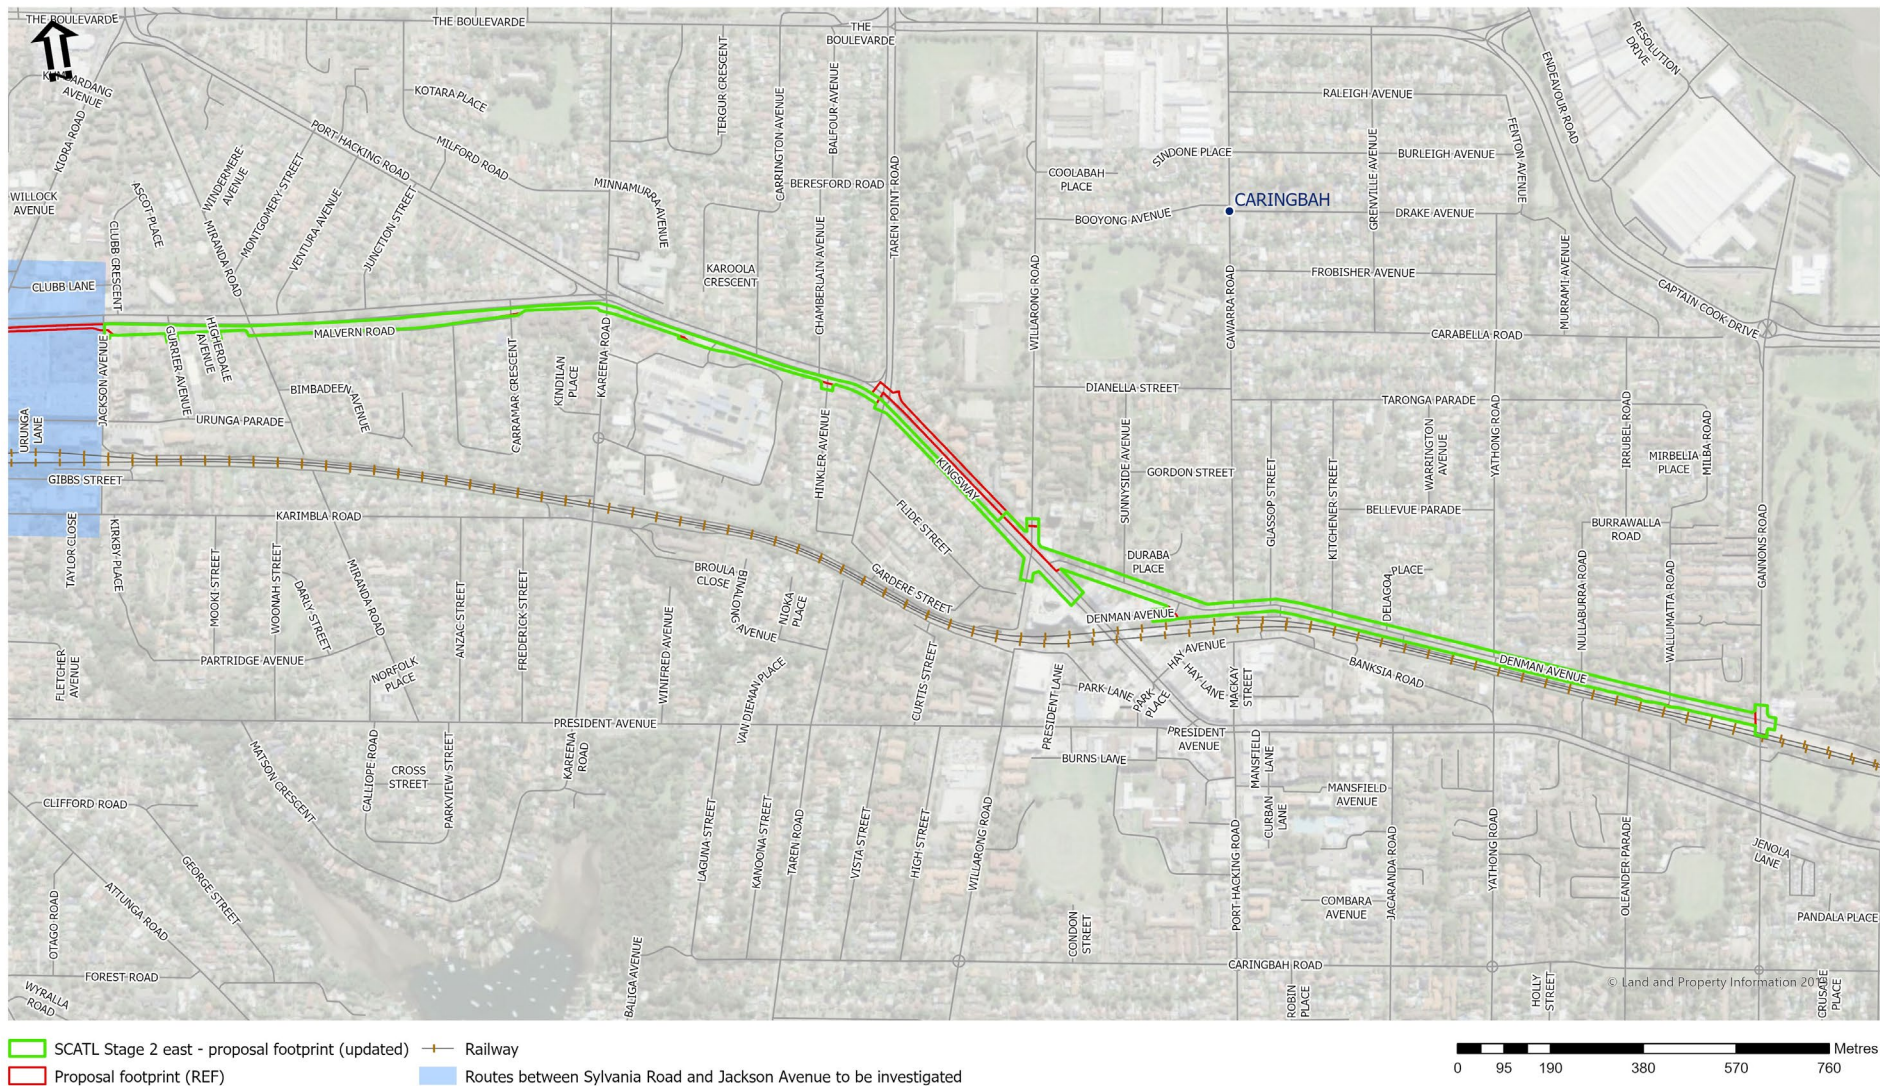 THE BOULEVARDE
THE BOULEVARDE
THE
BOULEVARDE
RESOLUTION
DRIVE
ENDEAVOUR ROAD
KUMBARDANG
AVENUE
KIORA ROAD
KOTARA PLACE
TERGUR CRESCENT
CARRINGTON AVENUE
BALFOUR AVENUE
RALEIGH AVENUE
PORT HACKING ROAD
MILFORD ROAD
FENTON AVENUE
GRENVILLE AVENUE
BURLEIGH AVENUE
SINDONE PLACE
COOLABAH
PLACE
BERESFORD ROAD
MINNAMURRA AVENUE
TAREN POINT ROAD
WINDERMERE
AVENUE
MONTGOMERY STREET
ASCOT PLACE
WILLOCK
AVENUE
VENTURA AVENUE
JUNCTION STREET
CARINGBAH
BOOYONG AVENUE
DRAKE AVENUE
CLUBB CRESCENT
MIRANDA ROAD
KAROOLA
CRESCENT
CHAMBERLAIN AVENUE
WILLARONG ROAD
CAWARRA ROAD
FROBISHER AVENUE
MURRAMI AVENUE
CAPTAIN COOK DRIVE
CLUBB LANE
MALVERN ROAD
CARABELLA ROAD
JACKSON AVENUE
GURRIER AVENUE
HIGHERDALE
AVENUE
BIMBADEEN
AVENUE
CARRAMAR CRESCENT
KINDILAN
PLACE
KAREENA ROAD
DIANELLA STREET
TARONGA PARADE
URUNGA
LANE
URUNGA PARADE
HINKLER AVENUE
KINGSWAY
SUNNYSIDE AVENUE
GORDON STREET
WARRINGTON
AVENUE
YATHONG ROAD
IRRUBEL ROAD
MIRBELIA
PLACE
MILBA ROAD
GIBBS STREET
KARIMBLA ROAD
FLIDE STREET
GLASSOP STREET
KITCHENER STREET
BELLEVUE PARADE
BURRAWALLA
ROAD
GANNONS ROAD
TAYLOR CLOSE
KIRKBY PLACE
MOOKI STREET
WOONAH STREET
DARLY STREET
MIRANDA ROAD
ANZAC STREET
FREDERICK STREET
BROULA
CLOSE
BINALONG
AVENUE
NIOKA
PLACE
GARDERE STREET
DURABA
PLACE
DELAGOA
PLACE
NULLABURRA ROAD
WALLUMATTA ROAD
DENMAN AVENUE
WINIFRED AVENUE
FLETCHER
AVENUE
PARTRIDGE AVENUE
NORFOLK
PLACE
VAN DIEMAN PLACE
CURTIS STREET
PRESIDENT LANE
PARK LANE
PARK
PLACE
HAY AVENUE
HAY LANE
MACKAY
STREET
BANKSIA ROAD
DENMAN AVENUE
PRESIDENT AVENUE
PRESIDENT
AVENUE
MATSON CRESCENT
CALLIOPE ROAD
CROSS
STREET
PARKVIEW STREET
KAREENA
ROAD
BURNS LANE
MANSFIELD
LANE
MANSFIELD
AVENUE
CURBAN
LANE
CLIFFORD ROAD
GEORGE STREET
LAGUNA STREET
KANOONA STREET
TAREN ROAD
VISTA STREET
HIGH STREET
WILLARONG ROAD
PORT HACKING ROAD
JACARANDA ROAD
YATHONG ROAD
OLEANDER PARADE
JENOLA
LANE
OTAGO ROAD
ATTUNGA ROAD
CONDON
STREET
COMBARA
AVENUE
PANDALA PLACE
FOREST ROAD
WYRALLA
ROAD
BALIGA AVENUE
CARINGBAH ROAD
ROBIN
PLACE
HOLLY
STREET
CRUSADE
PLACE
© Land and Property Information
SCATL Stage 2 east - proposal footprint (updated)
Railway
Proposal footprint (REF)
Routes between Sylvania Road and Jackson Avenue to be investigated
Metres
0 95 190 380 570 760